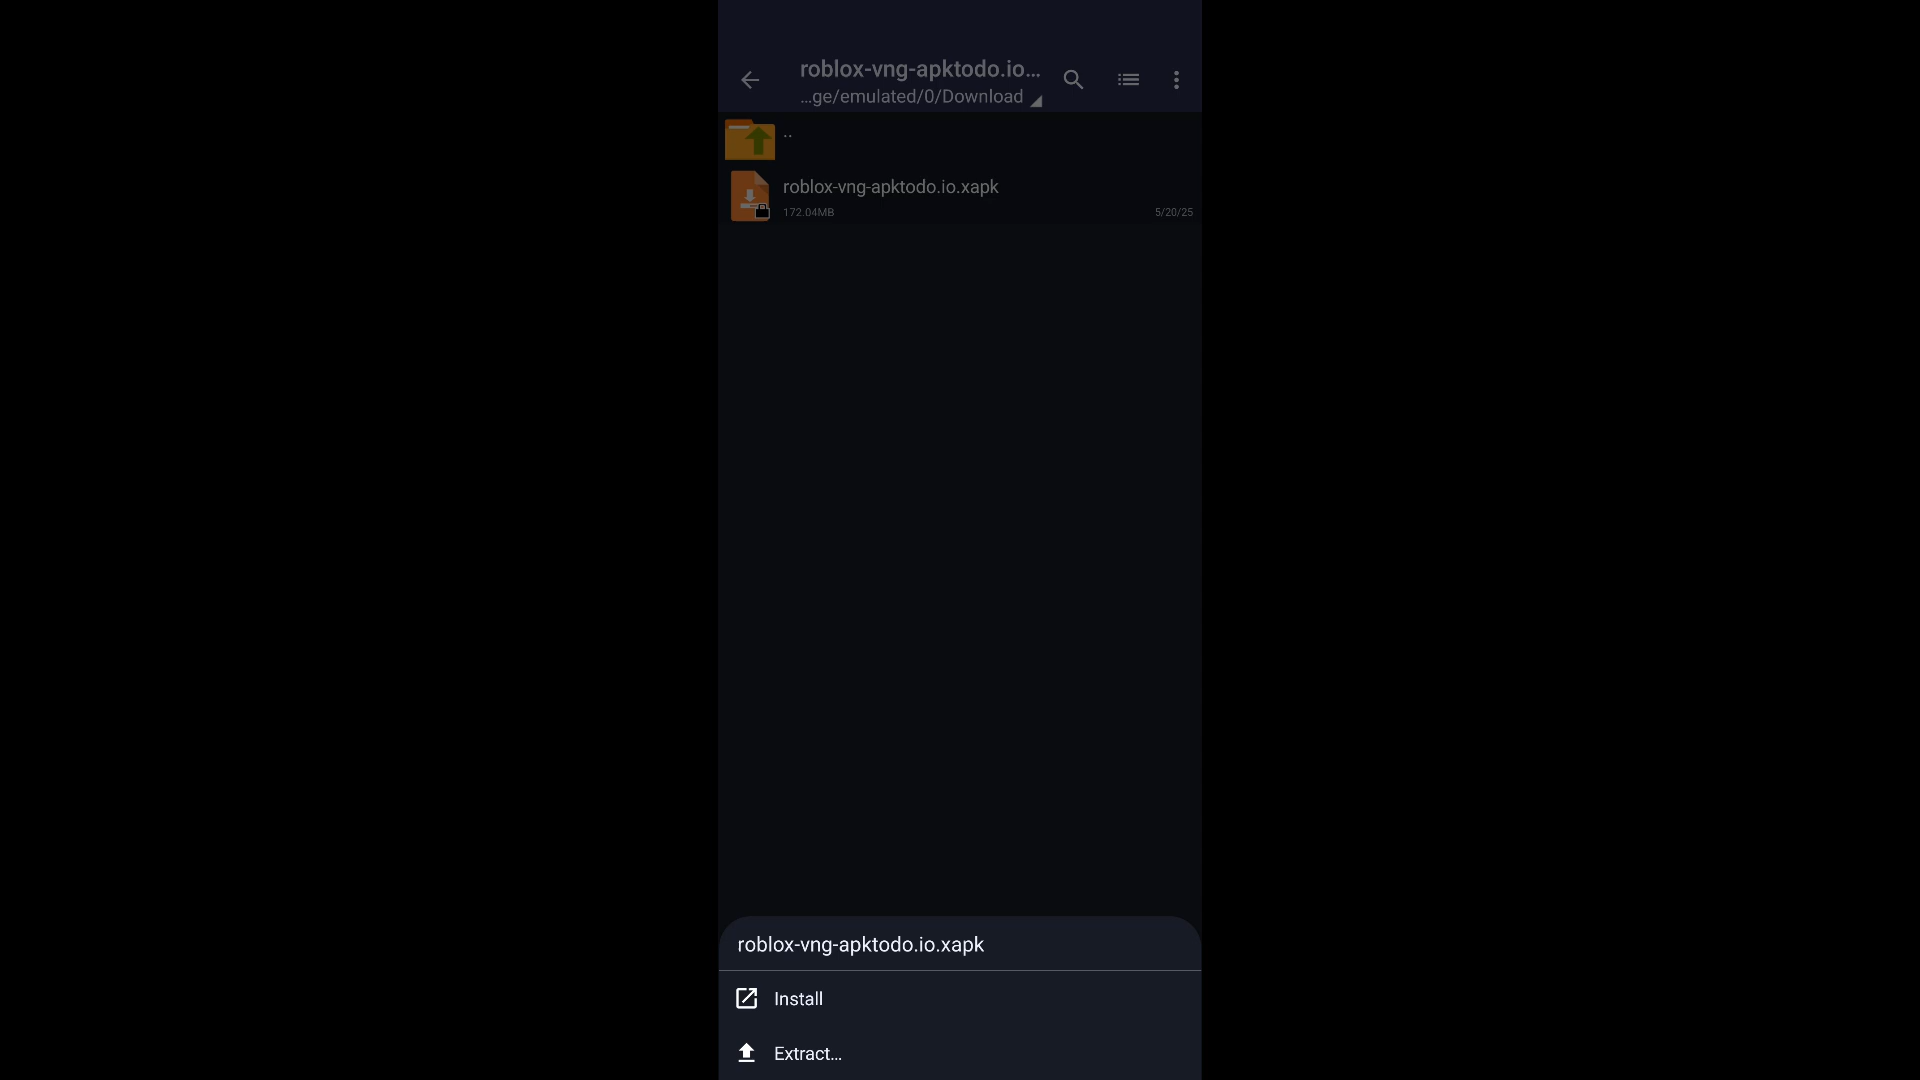 roblox-vng-apktodo.io...
...ge/emulated/0/Download
..
roblox-vng-apktodo.io.xapk
172.04MB
5/20/25
roblox-vng-apktodo.io.xapk
Install
Extract...